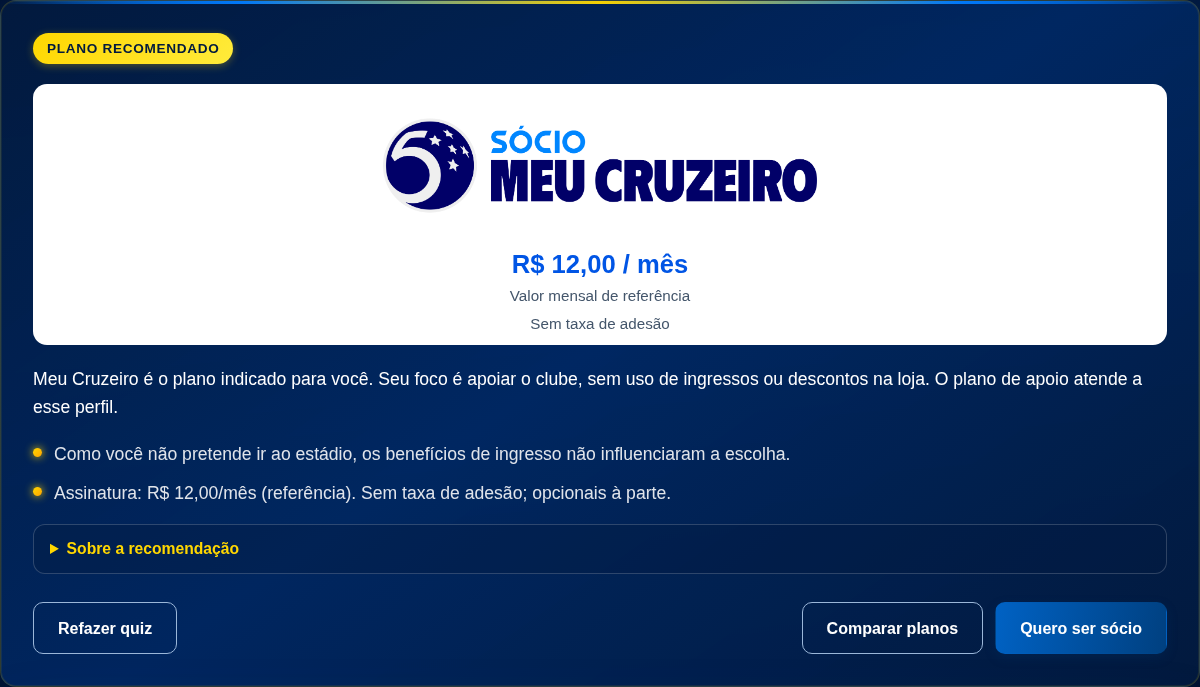 PLANO RECOMENDADO
SÓCIO
MEU CRUZEIRO
R$ 12,00 / mês
Valor mensal de referência
Sem taxa de adesão
Meu Cruzeiro é o plano indicado para você. Seu foco é apoiar o clube, sem uso de ingressos ou descontos na loja. O plano de apoio atende a
esse perfil.
Como você não pretende ir ao estádio, os benefícios de ingresso não influenciaram a escolha.
Assinatura: R$ 12,00/mês (referência). Sem taxa de adesão; opcionais à parte.
Sobre a recomendação
Refazer quiz
Comparar planos
Quero ser sócio